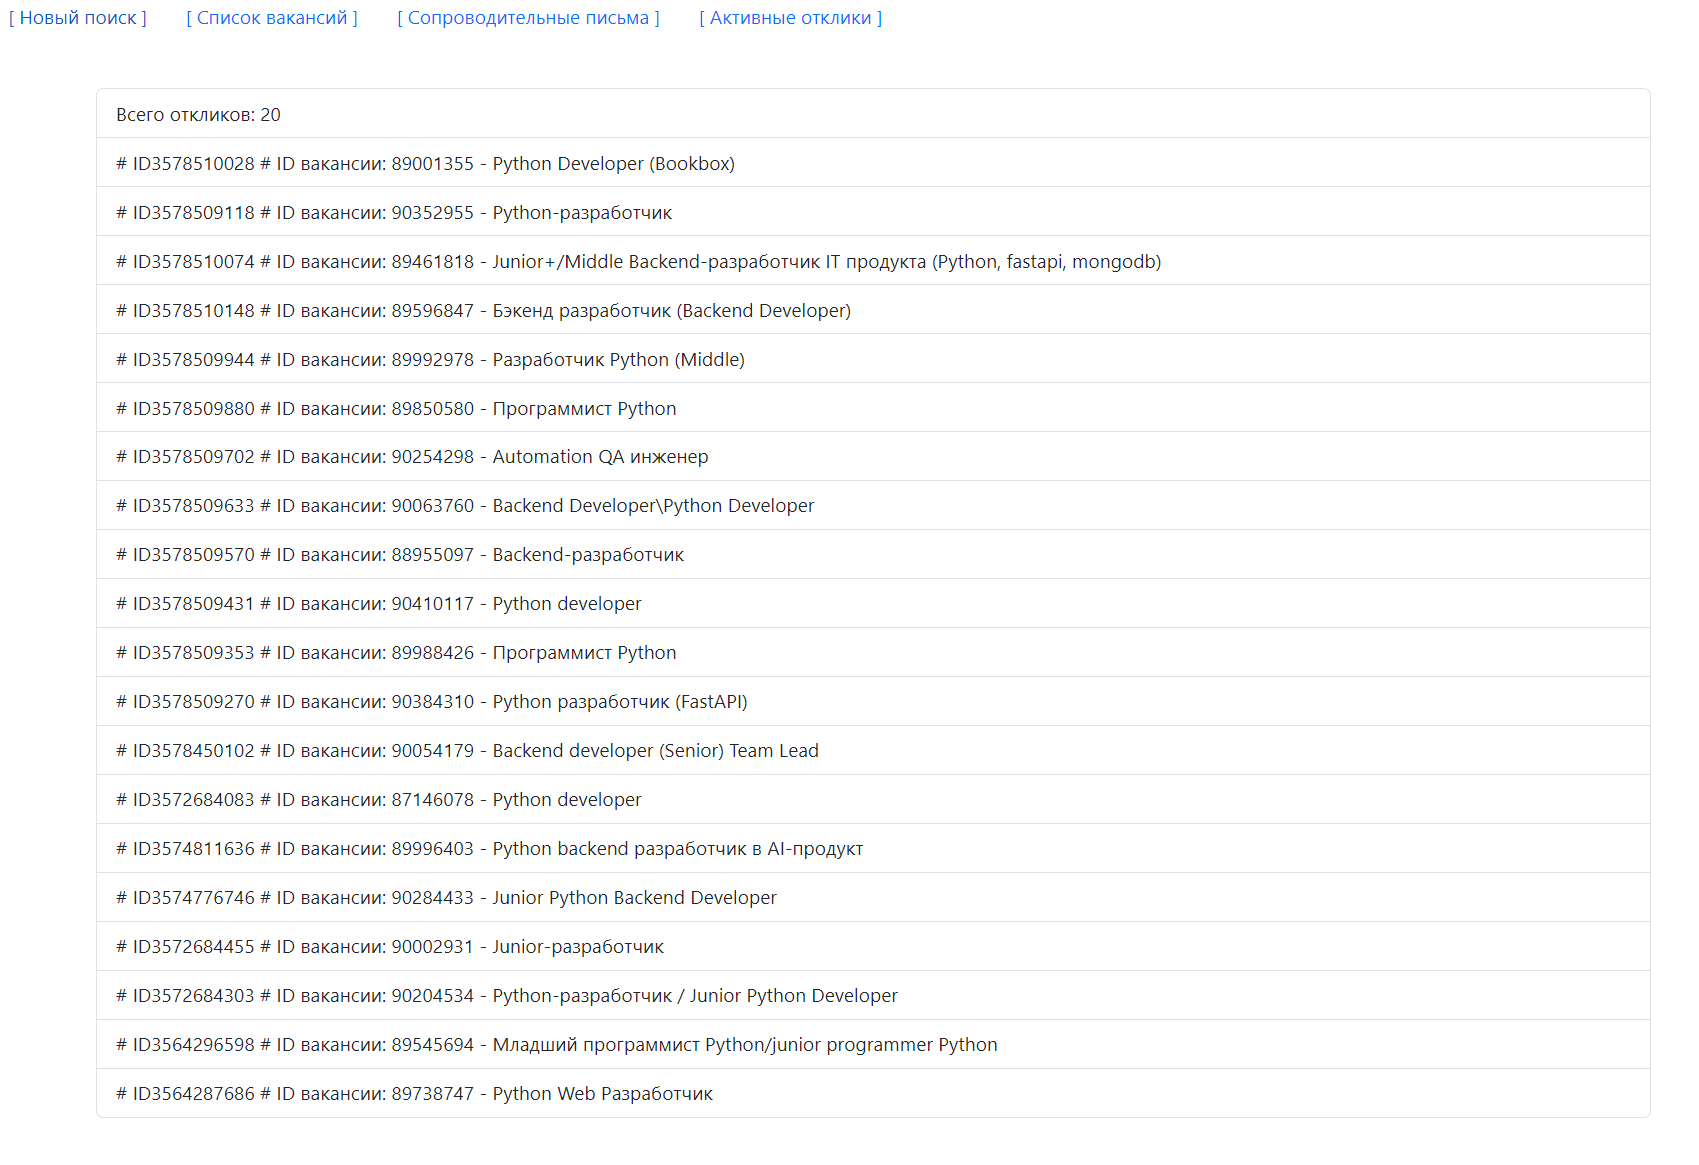 [ Новый поиск ] [ Список вакансий ] [ Сопроводительные письма ] [ Активные отклики ]
Всего откликов: 20
# ID3578510028 # ID вакансии: 89001355 - Python Developer (Bookbox)
# ID3578509118 # ID вакансии: 90352955 - Python-разработчик
# ID3578510074 # ID вакансии: 89461818 - Junior+/Middle Backend-разработчик IT продукта (Python, fastapi, mongodb)
# ID3578510148 # ID вакансии: 89596847 - Бэкенд разработчик (Backend Developer)
# ID3578509944 # ID вакансии: 89992978 - Разработчик Python (Middle)
# ID3578509880 # ID вакансии: 89850580 - Программист Python
# ID3578509702 # ID вакансии: 90254298 - Automation QA инженер
# ID3578509633 # ID вакансии: 90063760 - Backend Developer\Python Developer
# ID3578509570 # ID вакансии: 88955097 - Backend-разработчик
# ID3578509431 # ID вакансии: 90410117 - Python developer
# ID3578509353 # ID вакансии: 89988426 - Программист Python
# ID3578509270 # ID вакансии: 90384310 - Python разработчик (FastAPI)
# ID3578450102 # ID вакансии: 90054179 - Backend developer (Senior) Team Lead
# ID3572684083 # ID вакансии: 87146078 - Python developer
# ID3574811636 # ID вакансии: 89996403 - Python backend разработчик в AI-продукт
# ID3574776746 # ID вакансии: 90284433 - Junior Python Backend Developer
# ID3572684455 # ID вакансии: 90002931 - Junior-разработчик
# ID3572684303 # ID вакансии: 90204534 - Python-разработчик / Junior Python Developer
# ID3564296598 # ID вакансии: 89545694 - Младший программист Python/junior programmer Python
# ID3564287686 # ID вакансии: 89738747 - Python Web Разработчик